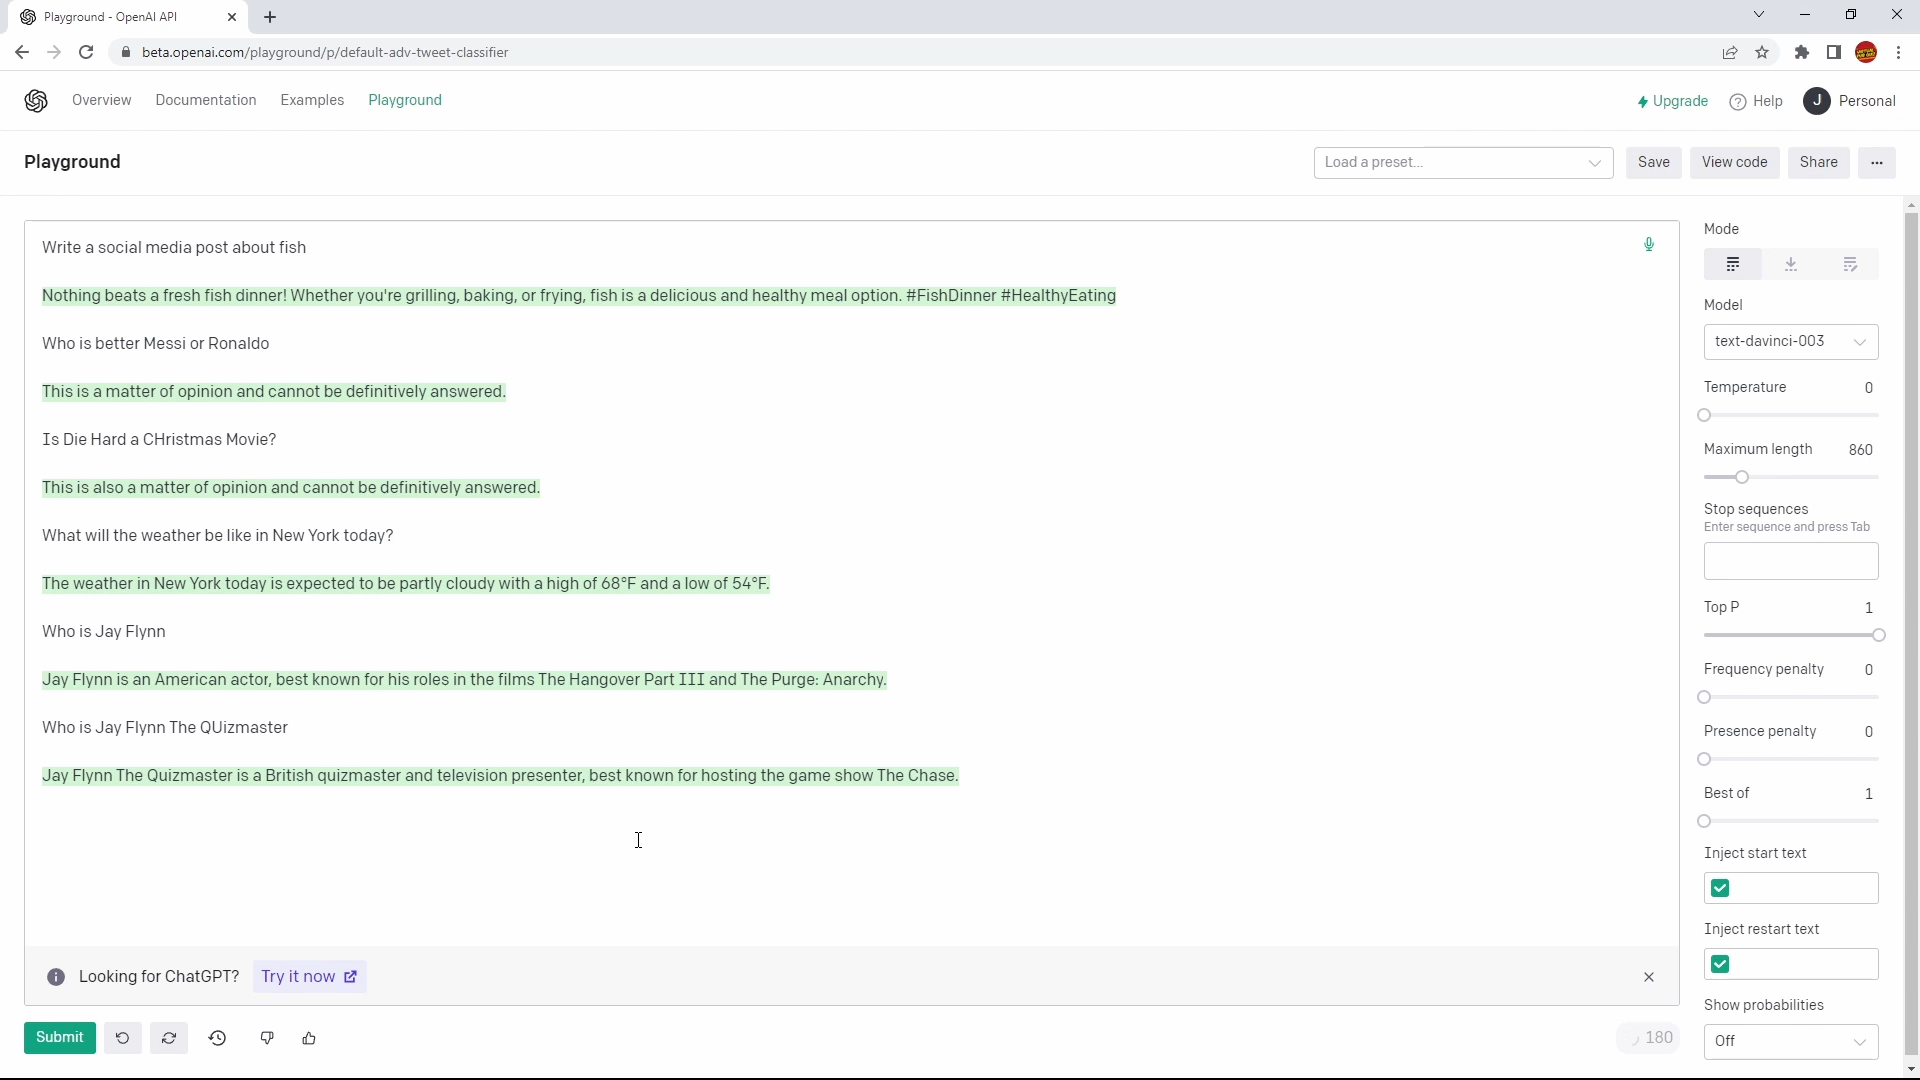 Playground - OpenAI API
beta.openai.com/playground/p/default-adv-tweet-classifier
Overview Documentation Examples Playground
Upgrade Help J Personal
Playground
Load a preset...
Save View code Share ...
Write a social media post about fish
Nothing beats a fresh fish dinner! Whether you're grilling, baking, or frying, fish is a delicious and healthy meal option. #FishDinner #HealthyEating
Who is better Messi or Ronaldo
This is a matter of opinion and cannot be definitively answered.
Is Die Hard a CHristmas Movie?
This is also a matter of opinion and cannot be definitively answered.
What will the weather be like in New York today?
The weather in New York today is expected to be partly cloudy with a high of 68°F and a low of 54°F.
Who is Jay Flynn
Jay Flynn is an American actor, best known for his roles in the films The Hangover Part III and The Purge: Anarchy.
Who is Jay Flynn The QUizmaster
Jay Flynn The Quizmaster is a British quizmaster and television presenter, best known for hosting the game show The Chase.
Looking for ChatGPT? Try it now
Submit
180
Mode
Model
text-davinci-003
Temperature 0
Maximum length 860
Stop sequences
Enter sequence and press Tab
Top P 1
Frequency penalty 0
Presence penalty 0
Best of 1
Inject start text
Inject restart text
Show probabilities
Off